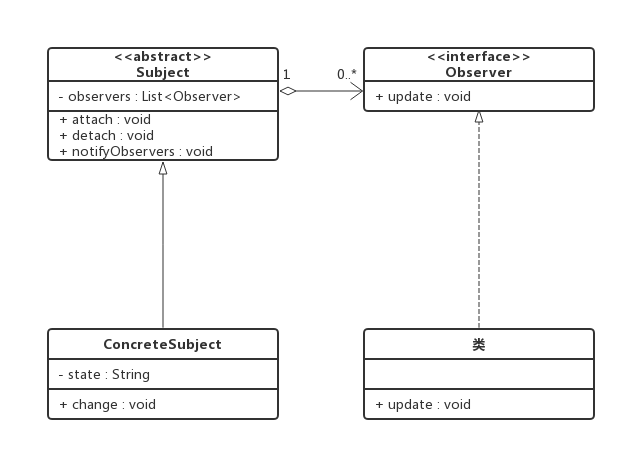 <<abstract>>
Subject
- observers : List<Observer>
+ attach : void
+ detach : void
+ notifyObservers : void
1
0..*
<<interface>>
Observer
+ update : void
ConcreteSubject
- state : String
+ change : void
类
+ update : void